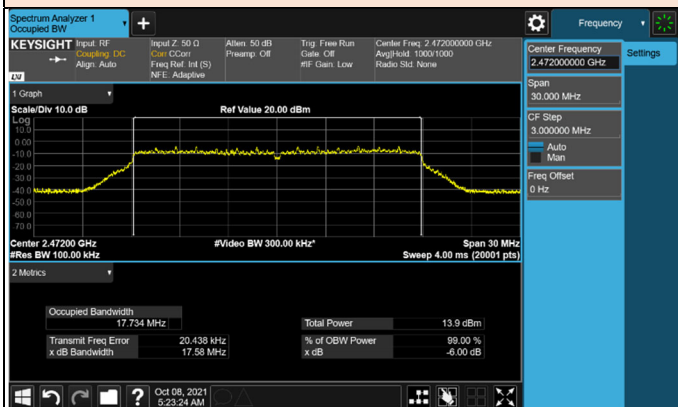 Spectrum Analyzer 1
Occupied BW
+
Frequency
KEYSIGHT
Input: RF
Coupling: DC
Align: Auto
Input Z: 50 Ω
Corr CCorr
Freq Ref: Int (S)
NFE: Adaptive
Atten: 50 dB
Preamp: Off
Trig: Free Run
Gate: Off
#IF Gain: Low
Center Freq: 2.472000000 GHz
Avg|Hold: 1000/1000
Radio Std: None
LXI
Center Frequency
2.472000000 GHz
Settings
Span
30.000 MHz
CF Step
3.000000 MHz
Auto
Man
Freq Offset
0 Hz
1 Graph
Scale/Div 10.0 dB
Ref Value 20.00 dBm
Log
10.0
0.00
-10.0
-20.0
-30.0
-40.0
-50.0
-60.0
-70.0
Center 2.47200 GHz
#Video BW 300.00 kHz*
Span 30 MHz
#Res BW 100.00 kHz
Sweep 4.00 ms (20001 pts)
2 Metrics
Occupied Bandwidth
17.734 MHz
Total Power 13.9 dBm
Transmit Freq Error 20.438 kHz
% of OBW Power 99.00 %
x dB Bandwidth 17.58 MHz
x dB -6.00 dB
?
Oct 08, 2021
5:23:24 AM